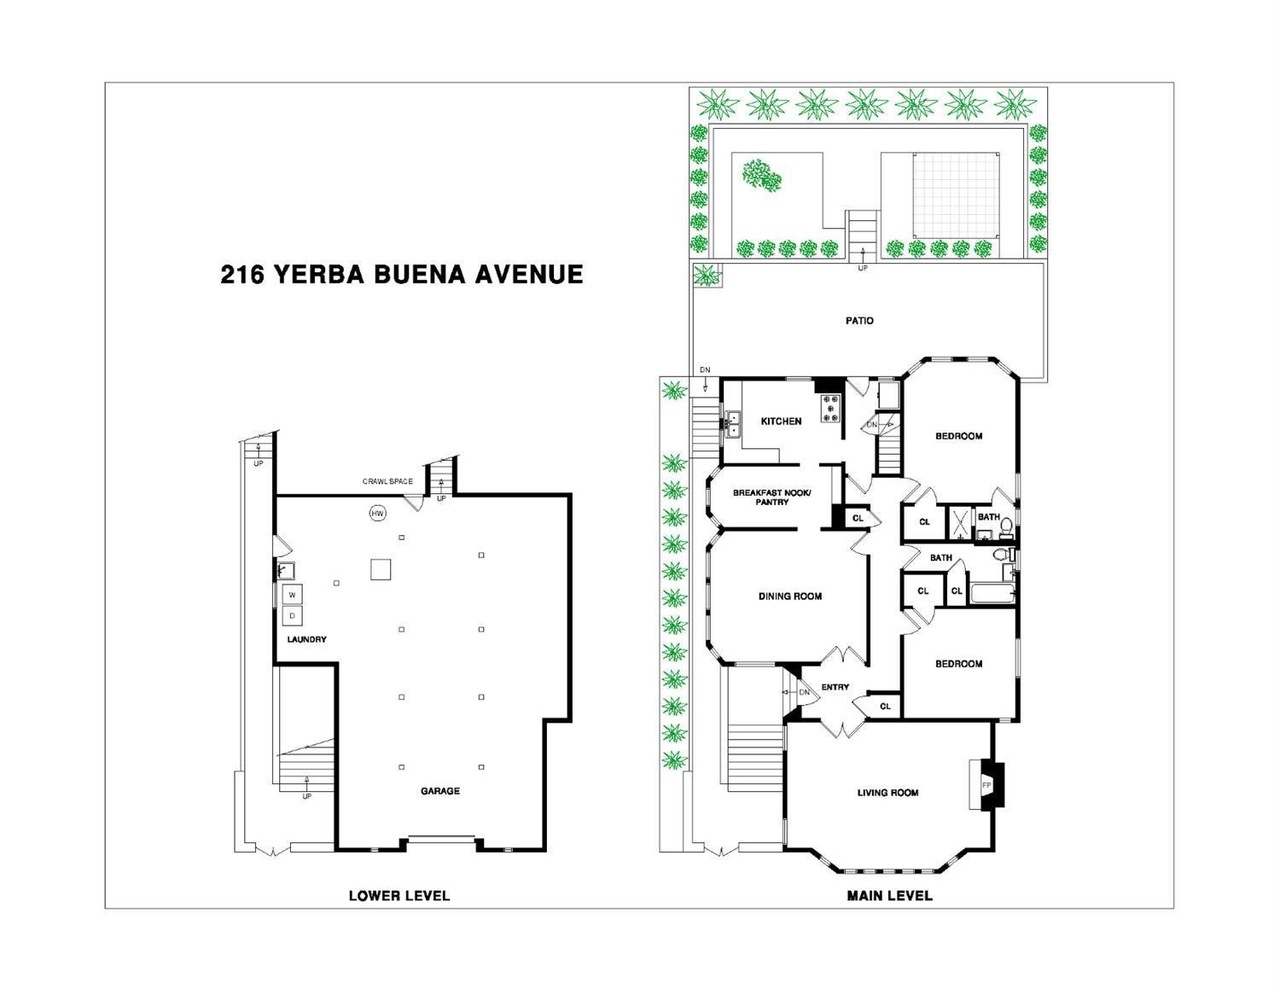 216 YERBA BUENA AVENUE
UP
PATIO
DN
KITCHEN
DN
BEDROOM
BREAKFAST NOOK/
PANTRY
CL
CL
BATH
BATH
CL
CL
DINING ROOM
BEDROOM
ENTRY
DN
CL
LIVING ROOM
FP
MAIN LEVEL
UP
CRAWL SPACE
UP
HW
W
D
LAUNDRY
UP
GARAGE
LOWER LEVEL